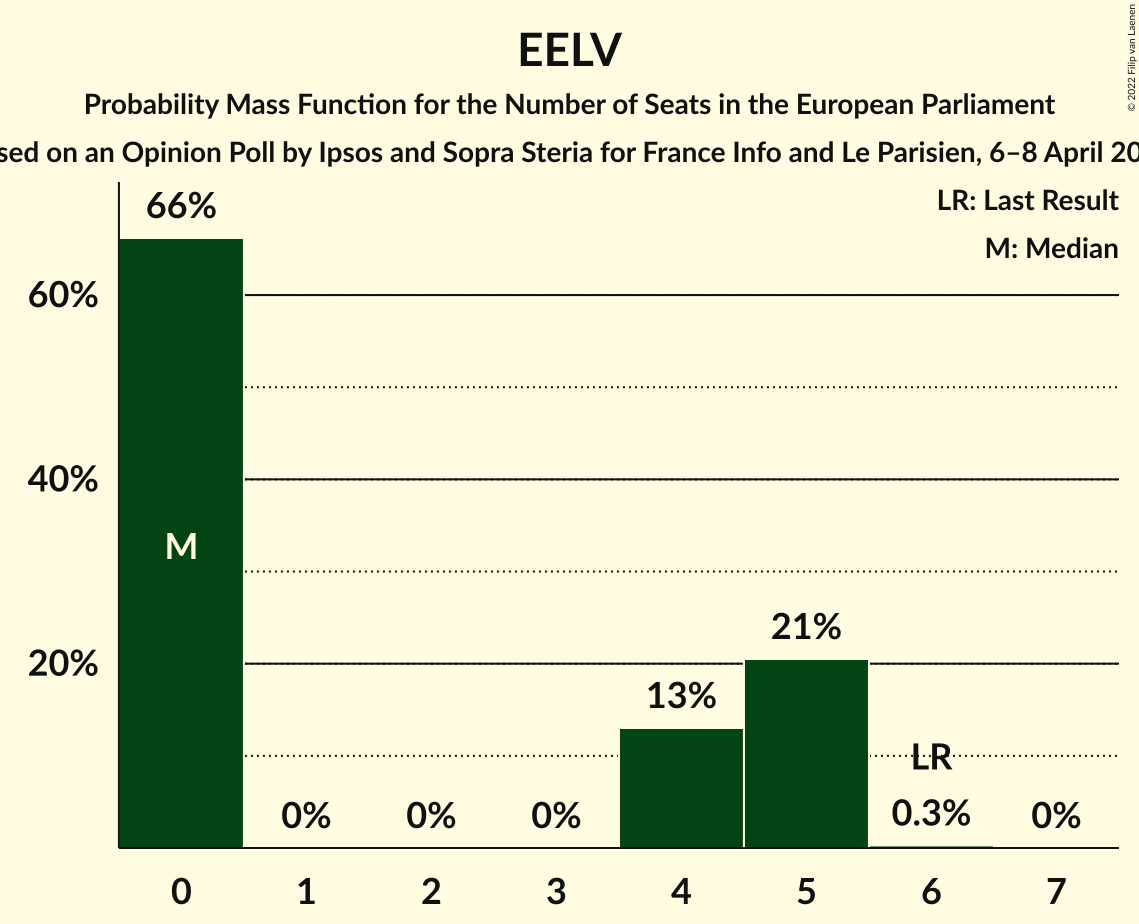 EELV
Probability Mass Function for the Number of Seats in the European Parliament
sed on an Opinion Poll by Ipsos and Sopra Steria for France Info and Le Parisien, 6–8 April 20
© 2022 Filip van Laenen
LR: Last Result
M: Median
66%
60%
40%
20%
M
0%
0%
0%
13%
21%
LR
0.3%
0%
0
1
2
3
4
5
6
7